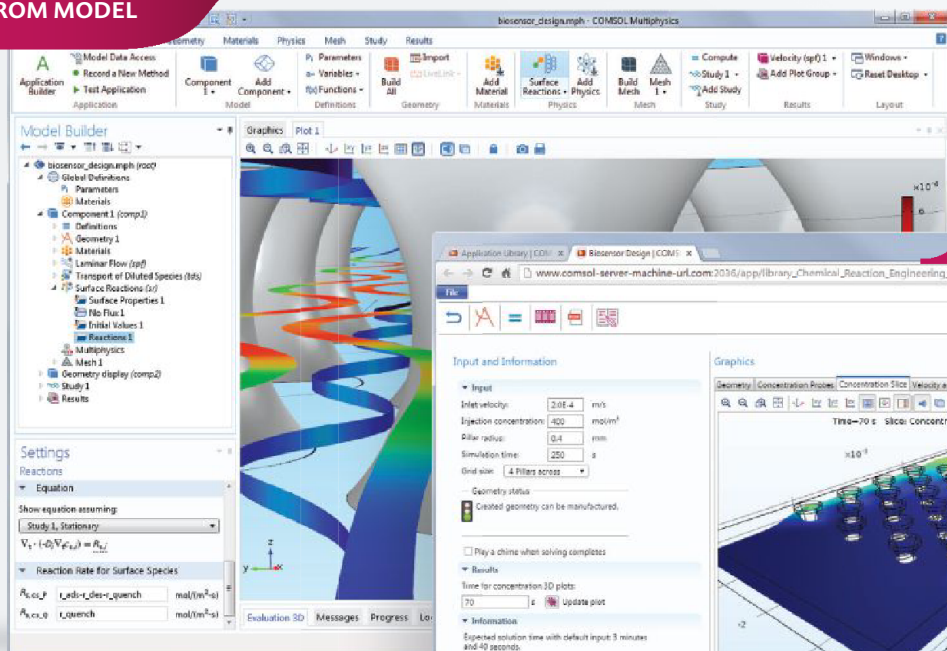 ROM MODEL
biosensor_design.mph - COMSOL Multiphysics
Materials Physics Mesh Study Results
Application Builder
Model Data Access
Record a New Method
Test Application
Application
Component 1
Add Component
Model
Pi Parameters
a= Variables
f(x) Functions
Definitions
Build All
Import
LiveLink
Geometry
Add Material
Materials
Surface Reactions
Add Physics
Physics
Build Mesh
Mesh 1
Mesh
= Compute
Study 1
Add Study
Study
Velocity (spf) 1
Add Plot Group
Results
Windows
Reset Desktop
Layout
Model Builder
biosensor_design.mph (root)
Global Definitions
Pi Parameters
Materials
Component 1 (comp1)
Definitions
Geometry 1
Materials
Laminar Flow (spf)
Transport of Diluted Species (tds)
Surface Reactions (sr)
Surface Properties 1
No Flux 1
Initial Values 1
Reactions 1
Multiphysics
Mesh 1
Geometry display (comp2)
Study 1
Results
Settings
Reactions
Equation
Show equation assuming:
Study 1, Stationary
Reaction Rate for Surface Species
r_ads-r_des-r_quench mol/(m²·s)
r_quench mol/(m²·s)
Graphics Plot 1
6
z
y x
Evaluation 3D Messages Progress Lo
Application Library | COM x
Biosensor Design | COMS x
www.comsol-server-machine-url.com:2036/app/library_Chemical_Reaction_Engineering_
File
Input and Information
Input
Inlet velocity: 2.0E-4 m/s
Injection concentration: 400 mol/m³
Pillar radius: 0.4 mm
Simulation time: 250 s
Grid size: 4 Pillars across
Geometry status
Created geometry can be manufactured.
Play a chime when solving completes
Results
Time for concentration 3D plots:
70 s Update plot
Information
Expected solution time with default input: 3 minutes
and 40 seconds.
Graphics
Geometry Concentration Probes Concentration Slice Velocity a
Time=70 s Slice: Concentr
×10⁻³
-2